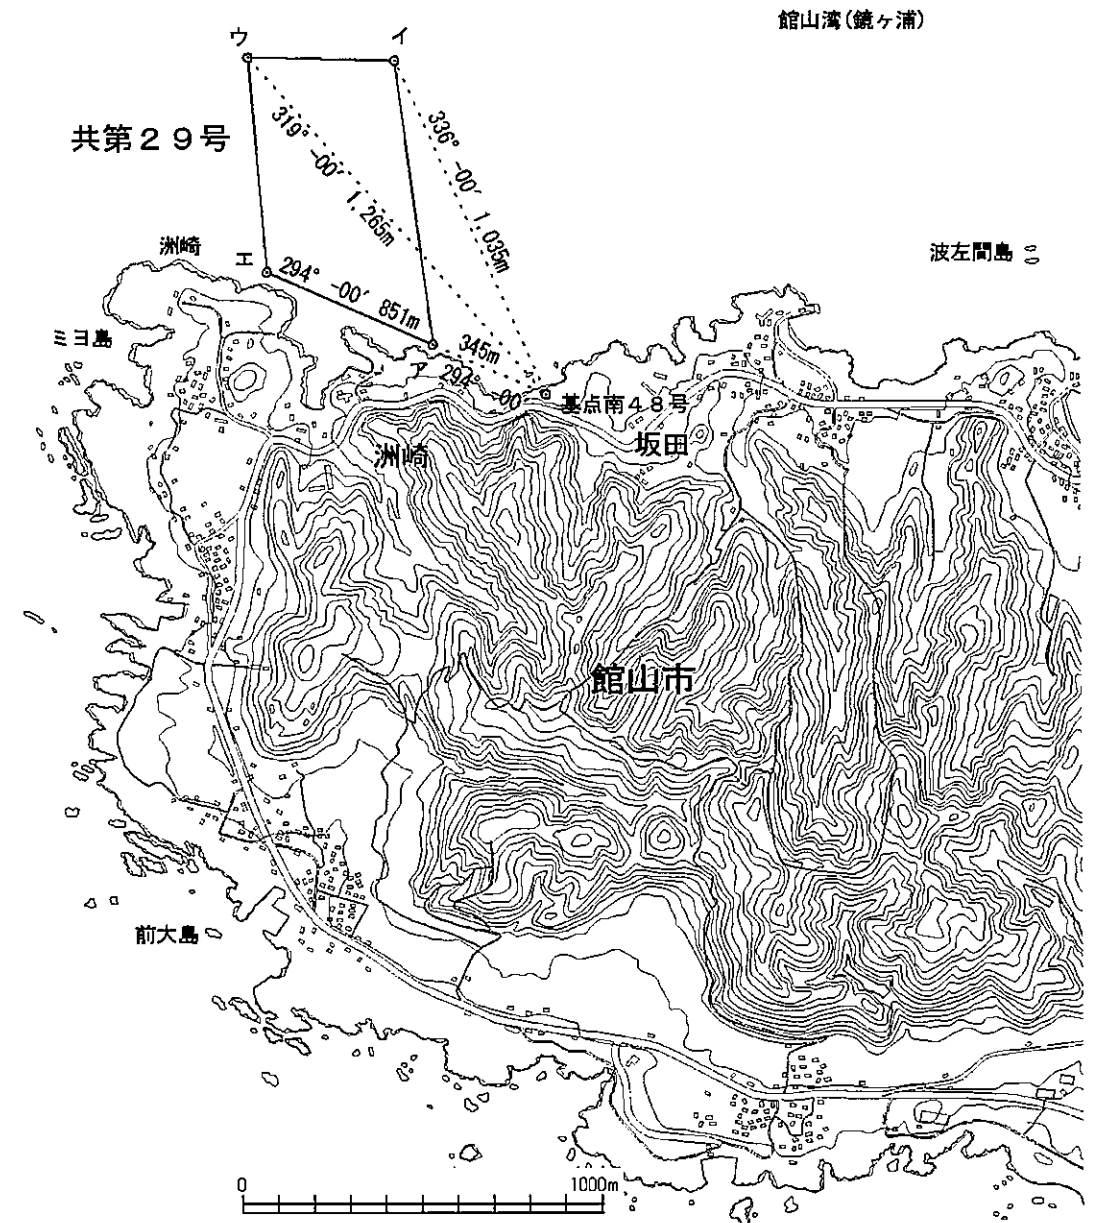 館山湾(鏡ヶ浦)
ウ
イ
共第29号
319° -00′ 1,265m
336° -00′ 1,035m
洲崎
エ
294° -00′ 851m
波左間島
ミヨ島
345m
ア
294° -00′
基点南48号
洲崎
坂田
館山市
前大島
0
1000m